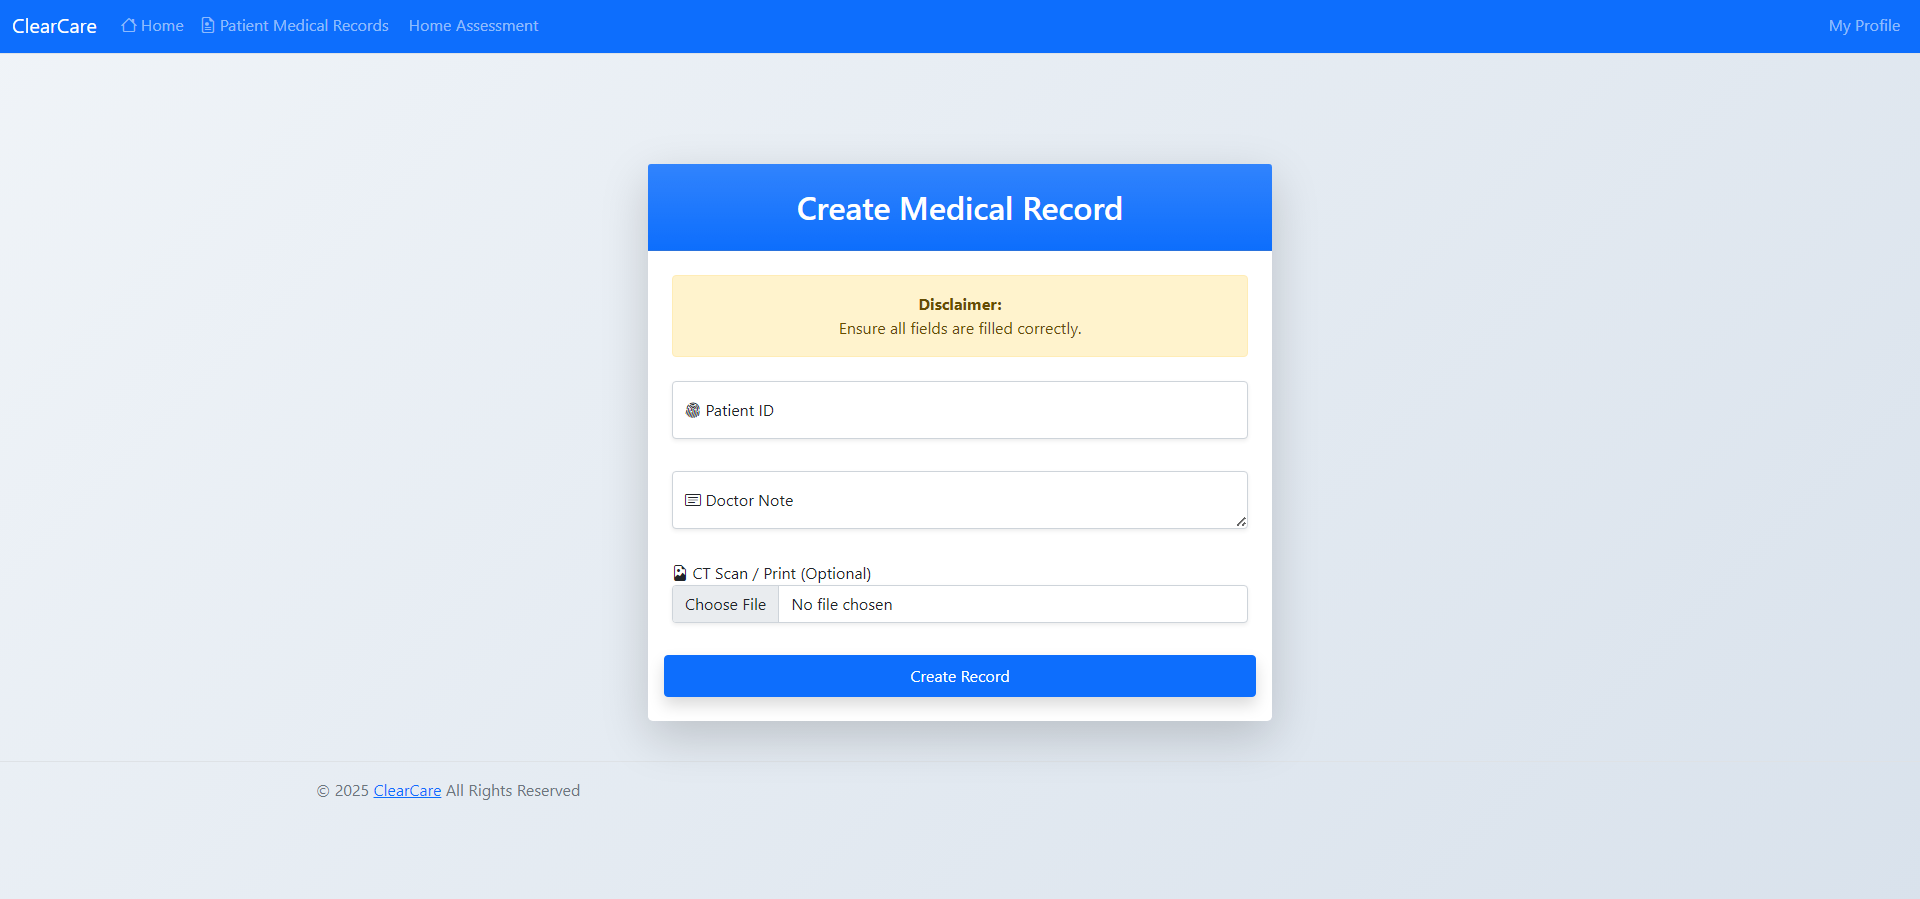 ClearCare Home Patient Medical Records Home Assessment My Profile
Create Medical Record
Disclaimer:
Ensure all fields are filled correctly.
Patient ID
Doctor Note
CT Scan / Print (Optional)
Choose File No file chosen
Create Record
© 2025 ClearCare All Rights Reserved